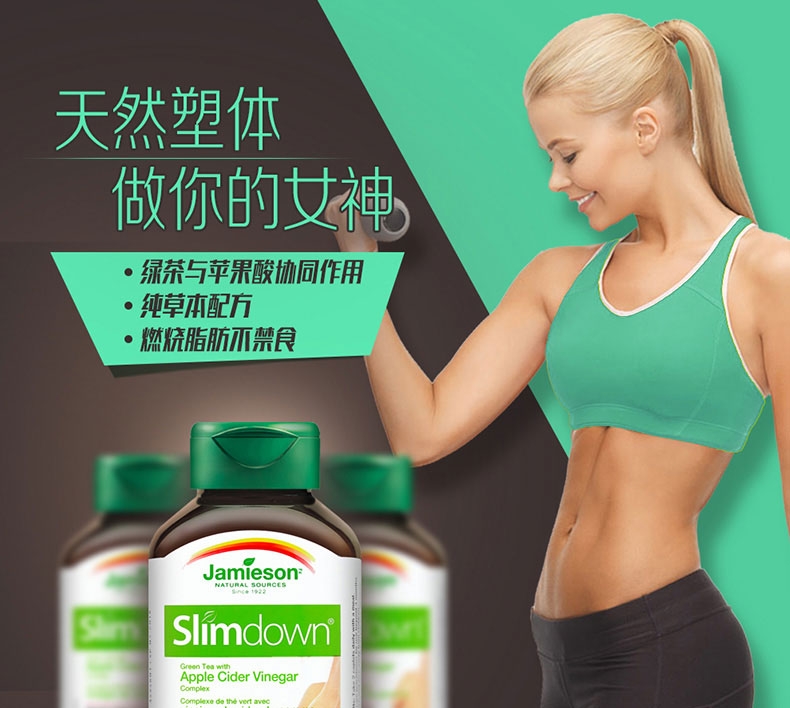 天然塑体
做你的女神
• 绿茶与苹果酸协同作用
• 纯草本配方
• 燃烧脂肪不禁食
Jamieson™
NATURAL SOURCES
Since 1922
Slimdown®
Green Tea with
Apple Cider Vinegar
Complex
Complexe de thé vert avec